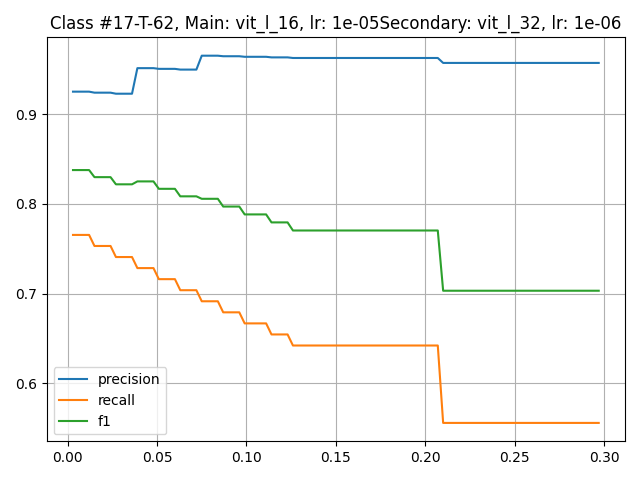 Class #17-T-62, Main: vit_l_16, lr: 1e-05Secondary: vit_l_32, lr: 1e-06
0.9
0.8
0.7
0.6
precision
recall
f1
0.00 0.05 0.10 0.15 0.20 0.25 0.30